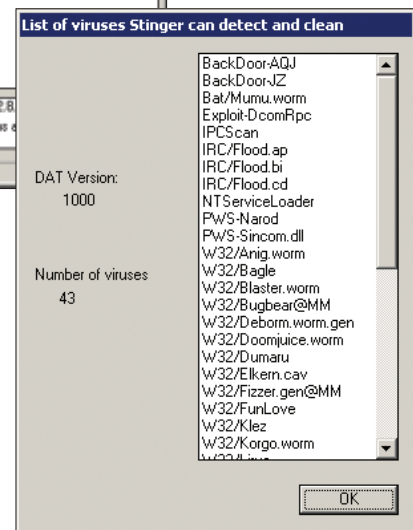 List of viruses Stinger can detect and clean
DAT Version:
1000
Number of viruses
43
BackDoor-AQJ
BackDoor-JZ
Bat/Mumu.worm
Exploit-DcomRpc
IPCScan
IRC/Flood.ap
IRC/Flood.bi
IRC/Flood.cd
NTServiceLoader
PWS-Narod
PWS-Sincom.dll
W32/Anig.worm
W32/Bagle
W32/Blaster.worm
W32/Bugbear@MM
W32/Deborm.worm.gen
W32/Doomjuice.worm
W32/Dumaru
W32/Elkern.cav
W32/Fizzer.gen@MM
W32/FunLove
W32/Klez
W32/Korgo.worm
OK